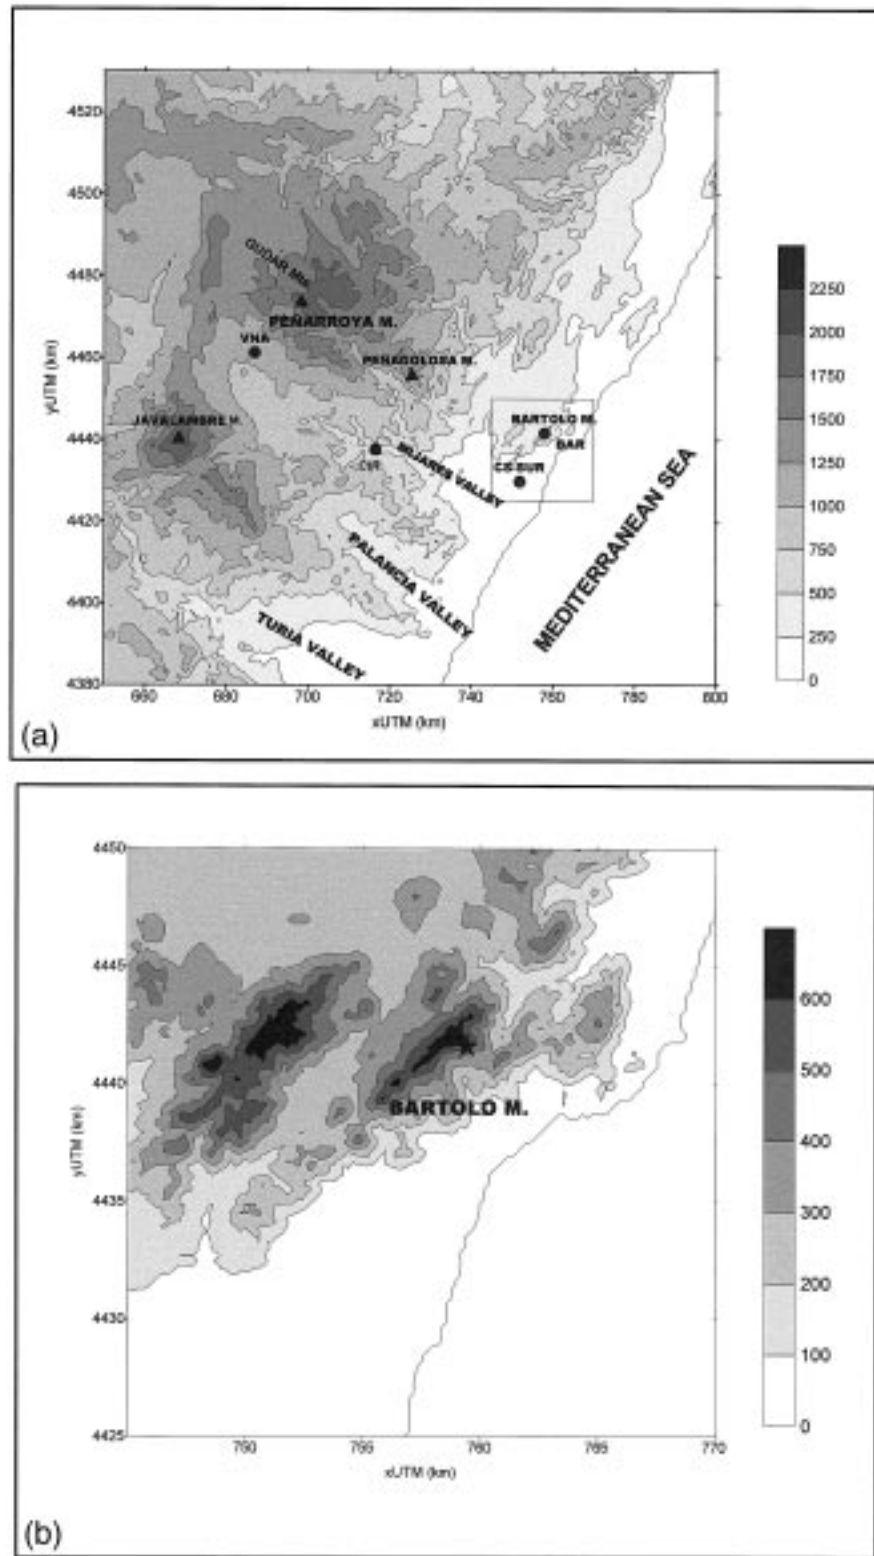 4520
4500
4480
4460
4440
4420
4400
4380
yUTM (km)
GUDAR Mts.
PEÑARROYA M.
VNA
PEÑAGOLOSA M.
JAVALAMBRE M.
BARTOLO M.
BAR
CS SUR
MIJARES VALLEY
PALANCIA VALLEY
TURIA VALLEY
MEDITERRANEAN SEA
660 680 700 720 740 760 780 800
xUTM (km)
2250
2000
1750
1500
1250
1000
750
500
250
0
(a)
4450
4445
4440
4435
4430
4425
yUTM (km)
BARTOLO M.
750 755 760 765 770
xUTM (km)
600
500
400
300
200
100
0
(b)